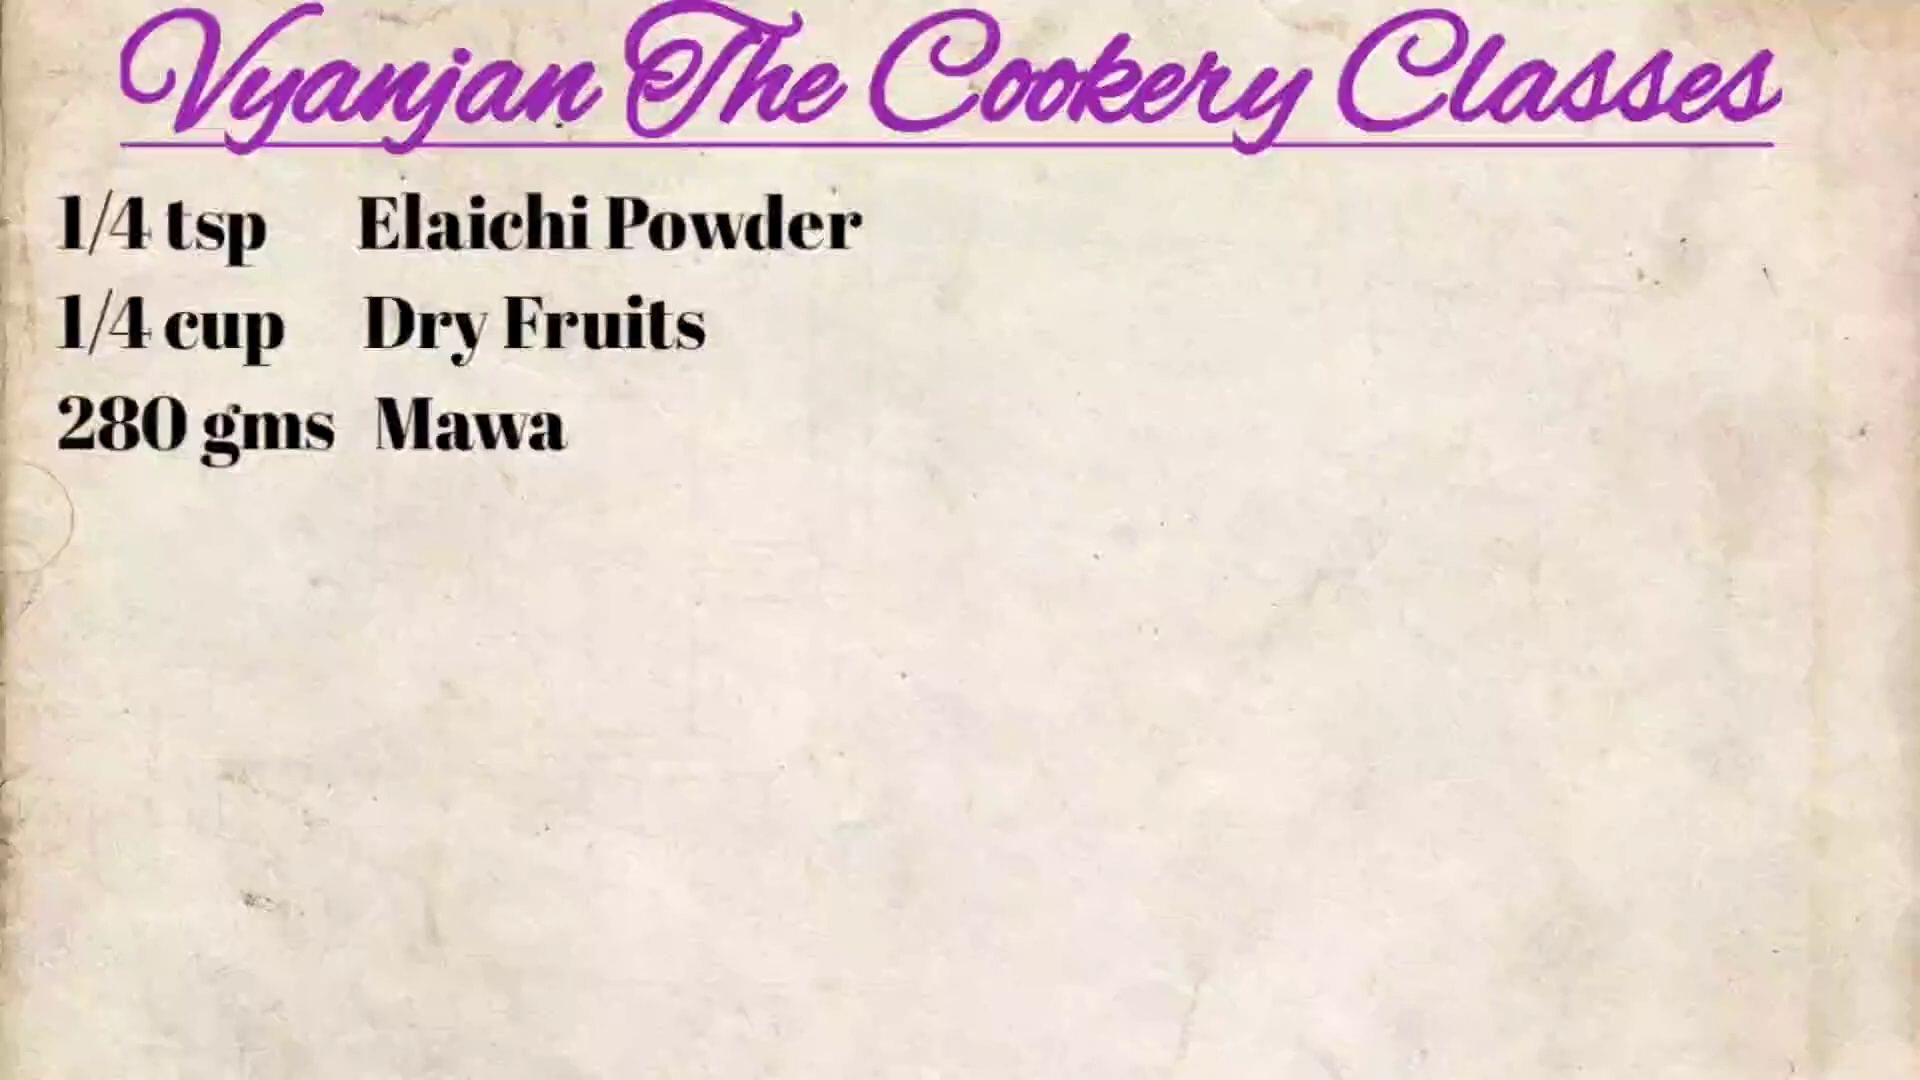 Vyanjan The Cookery Classes
1/4 tsp Elaichi Powder
1/4 cup Dry Fruits
280 gms Mawa